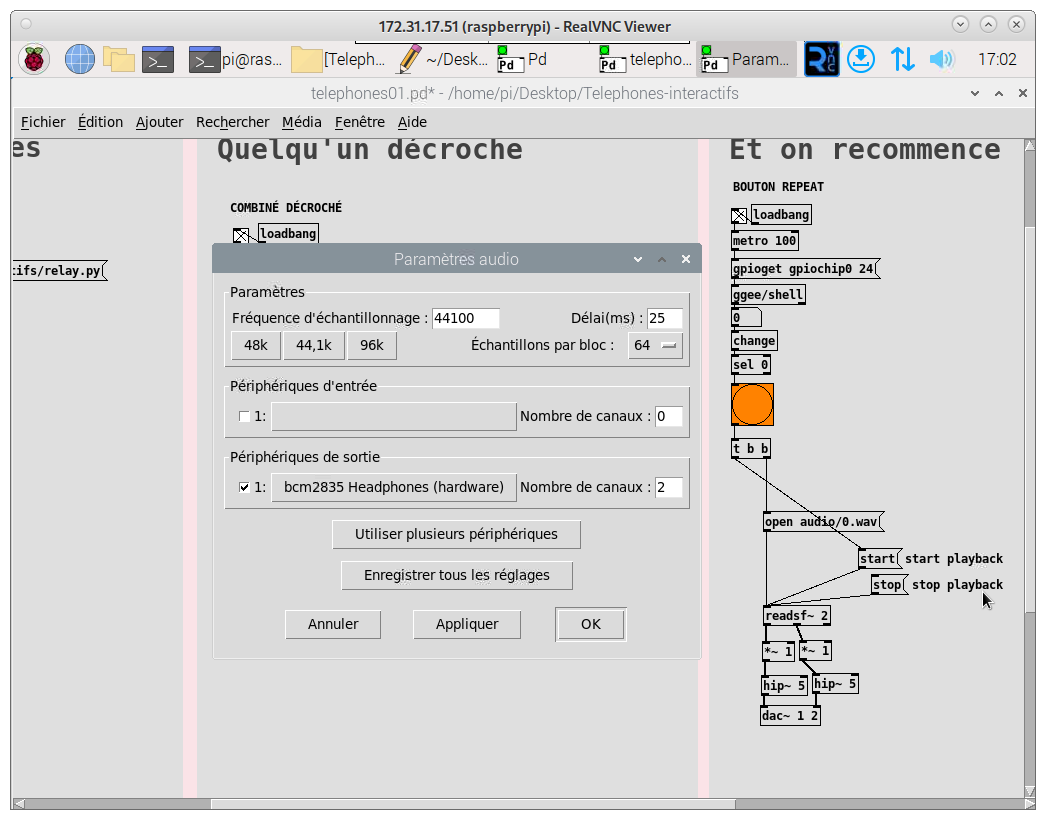 172.31.17.51 (raspberrypi) - RealVNC Viewer
pi@ras... [Teleph... ~/Desk... Pd Pd Pd telepho... Pd Param... 17:02
telephones01.pd* - /home/pi/Desktop/Telephones-interactifs
Fichier Édition Ajouter Rechercher Média Fenêtre Aide
es
tifs/relay.py
Quelqu'un décroche
COMBINÉ DÉCROCHÉ
loadbang
Paramètres audio
Paramètres
Fréquence d'échantillonnage : 44100 Délai(ms) : 25
48k 44,1k 96k Échantillons par bloc : 64
Périphériques d'entrée
1: Nombre de canaux : 0
Périphériques de sortie
1: bcm2835 Headphones (hardware) Nombre de canaux : 2
Utiliser plusieurs périphériques
Enregistrer tous les réglages
Annuler Appliquer OK
Et on recommence
BOUTON REPEAT
loadbang
metro 100
gpioget gpiochip0 24
ggee/shell
0
change
sel 0
t b b
open audio/0.wav
start start playback
stop stop playback
readsf~ 2
*~ 1 *~ 1
hip~ 5 hip~ 5
dac~ 1 2